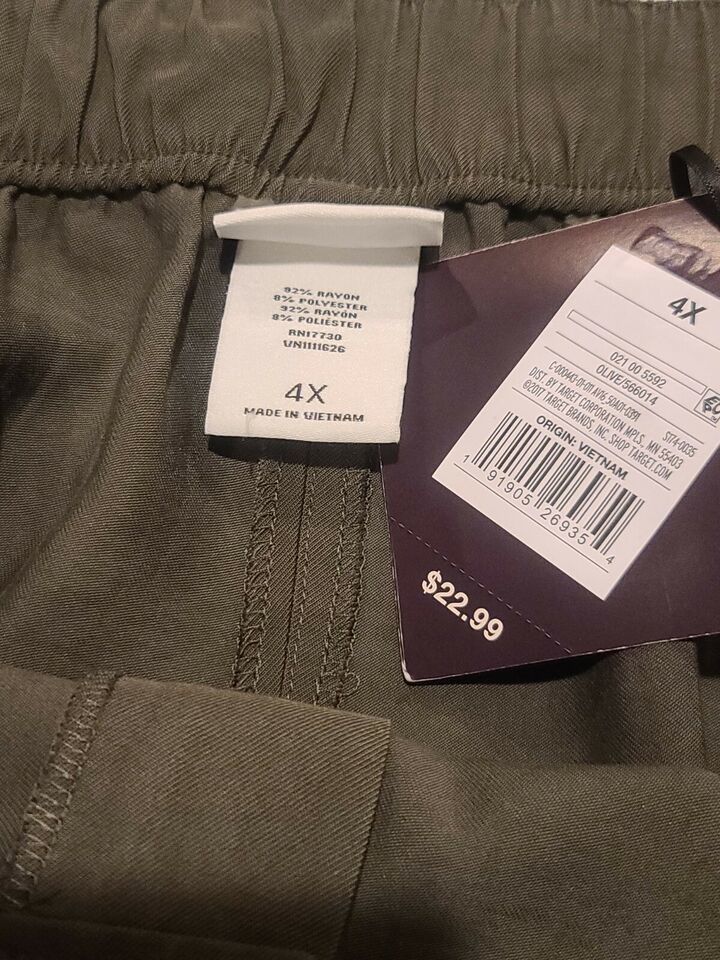 92% RAYON
8% POLYESTER
92% RAYÓN
8% POLIÉSTER
RN17730
VN1111626
4X
MADE IN VIETNAM
4X
021 00 5592
OLIVE/566014
ST74-0035
DIST. BY TARGET CORPORATION MPLS, MN 55403
©2017 TARGET BRANDS, INC. SHOP TARGET.COM
ORIGIN: VIETNAM
1 91905 26935 4
$22.99